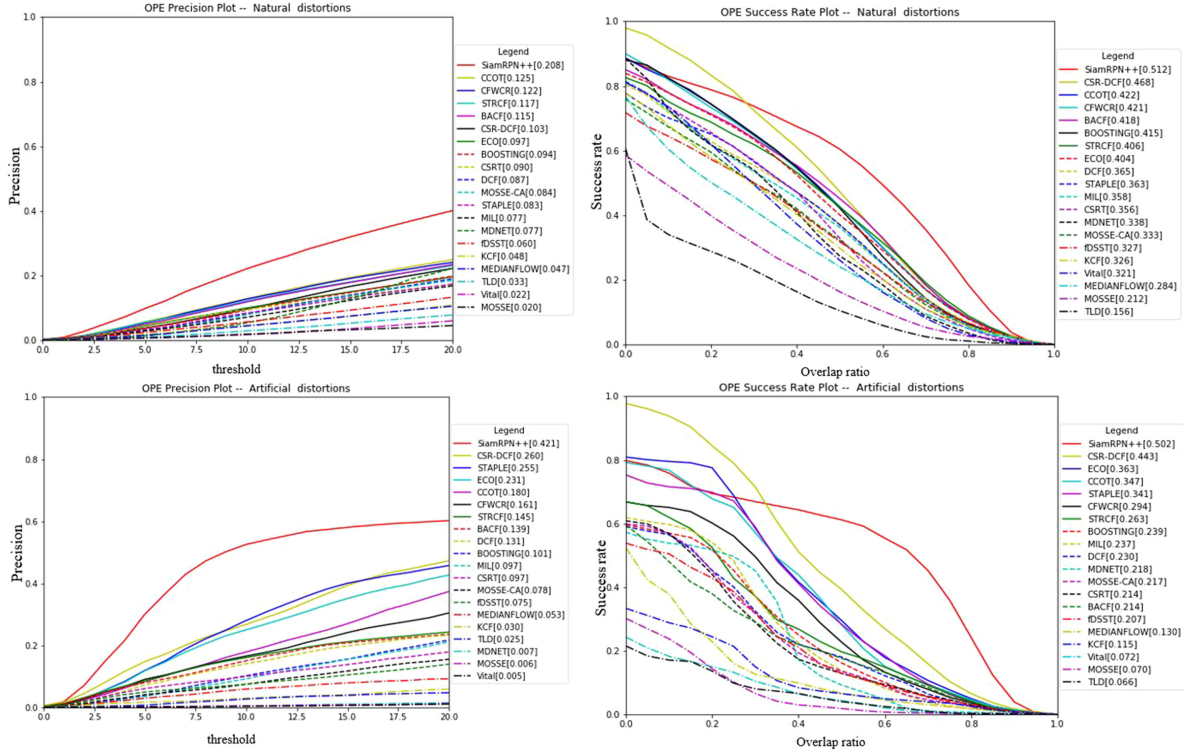 OPE Precision Plot -- Natural distortions
Precision
1.0
0.8
0.6
0.4
0.2
0.0
0.0 2.5 5.0 7.5 10.0 12.5 15.0 17.5 20.0
threshold
Legend
SiamRPN++[0.208]
CCOT[0.125]
CFWCR[0.122]
STRCF[0.117]
BACF[0.115]
CSR-DCF[0.103]
ECO[0.097]
BOOSTING[0.094]
CSRT[0.090]
DCF[0.087]
MOSSE-CA[0.084]
STAPLE[0.083]
MIL[0.077]
MDNET[0.077]
fDSST[0.060]
KCF[0.048]
MEDIANFLOW[0.047]
TLD[0.033]
Vital[0.022]
MOSSE[0.020]
OPE Success Rate Plot -- Natural distortions
Success rate
1.0
0.8
0.6
0.4
0.2
0.0
0.0 0.2 0.4 0.6 0.8 1.0
Overlap ratio
Legend
SiamRPN++[0.512]
CSR-DCF[0.468]
CCOT[0.422]
CFWCR[0.421]
BACF[0.418]
BOOSTING[0.415]
STRCF[0.406]
ECO[0.404]
DCF[0.365]
STAPLE[0.363]
MIL[0.358]
CSRT[0.356]
MDNET[0.338]
MOSSE-CA[0.333]
fDSST[0.327]
KCF[0.326]
Vital[0.321]
MEDIANFLOW[0.284]
MOSSE[0.212]
TLD[0.156]
OPE Precision Plot -- Artificial distortions
Precision
1.0
0.8
0.6
0.4
0.2
0.0
0.0 2.5 5.0 7.5 10.0 12.5 15.0 17.5 20.0
threshold
Legend
SiamRPN++[0.421]
CSR-DCF[0.260]
STAPLE[0.255]
ECO[0.231]
CCOT[0.180]
CFWCR[0.161]
STRCF[0.145]
BACF[0.139]
DCF[0.131]
BOOSTING[0.101]
MIL[0.097]
CSRT[0.097]
MOSSE-CA[0.078]
fDSST[0.075]
MEDIANFLOW[0.053]
KCF[0.030]
TLD[0.025]
MDNET[0.007]
MOSSE[0.006]
Vital[0.005]
OPE Success Rate Plot -- Artificial distortions
Success rate
1.0
0.8
0.6
0.4
0.2
0.0
0.0 0.2 0.4 0.6 0.8 1.0
Overlap ratio
Legend
SiamRPN++[0.502]
CSR-DCF[0.443]
ECO[0.363]
CCOT[0.347]
STAPLE[0.341]
CFWCR[0.294]
STRCF[0.263]
BOOSTING[0.239]
MIL[0.237]
DCF[0.230]
MDNET[0.218]
MOSSE-CA[0.217]
CSRT[0.214]
BACF[0.214]
fDSST[0.207]
MEDIANFLOW[0.130]
KCF[0.115]
Vital[0.072]
MOSSE[0.070]
TLD[0.066]